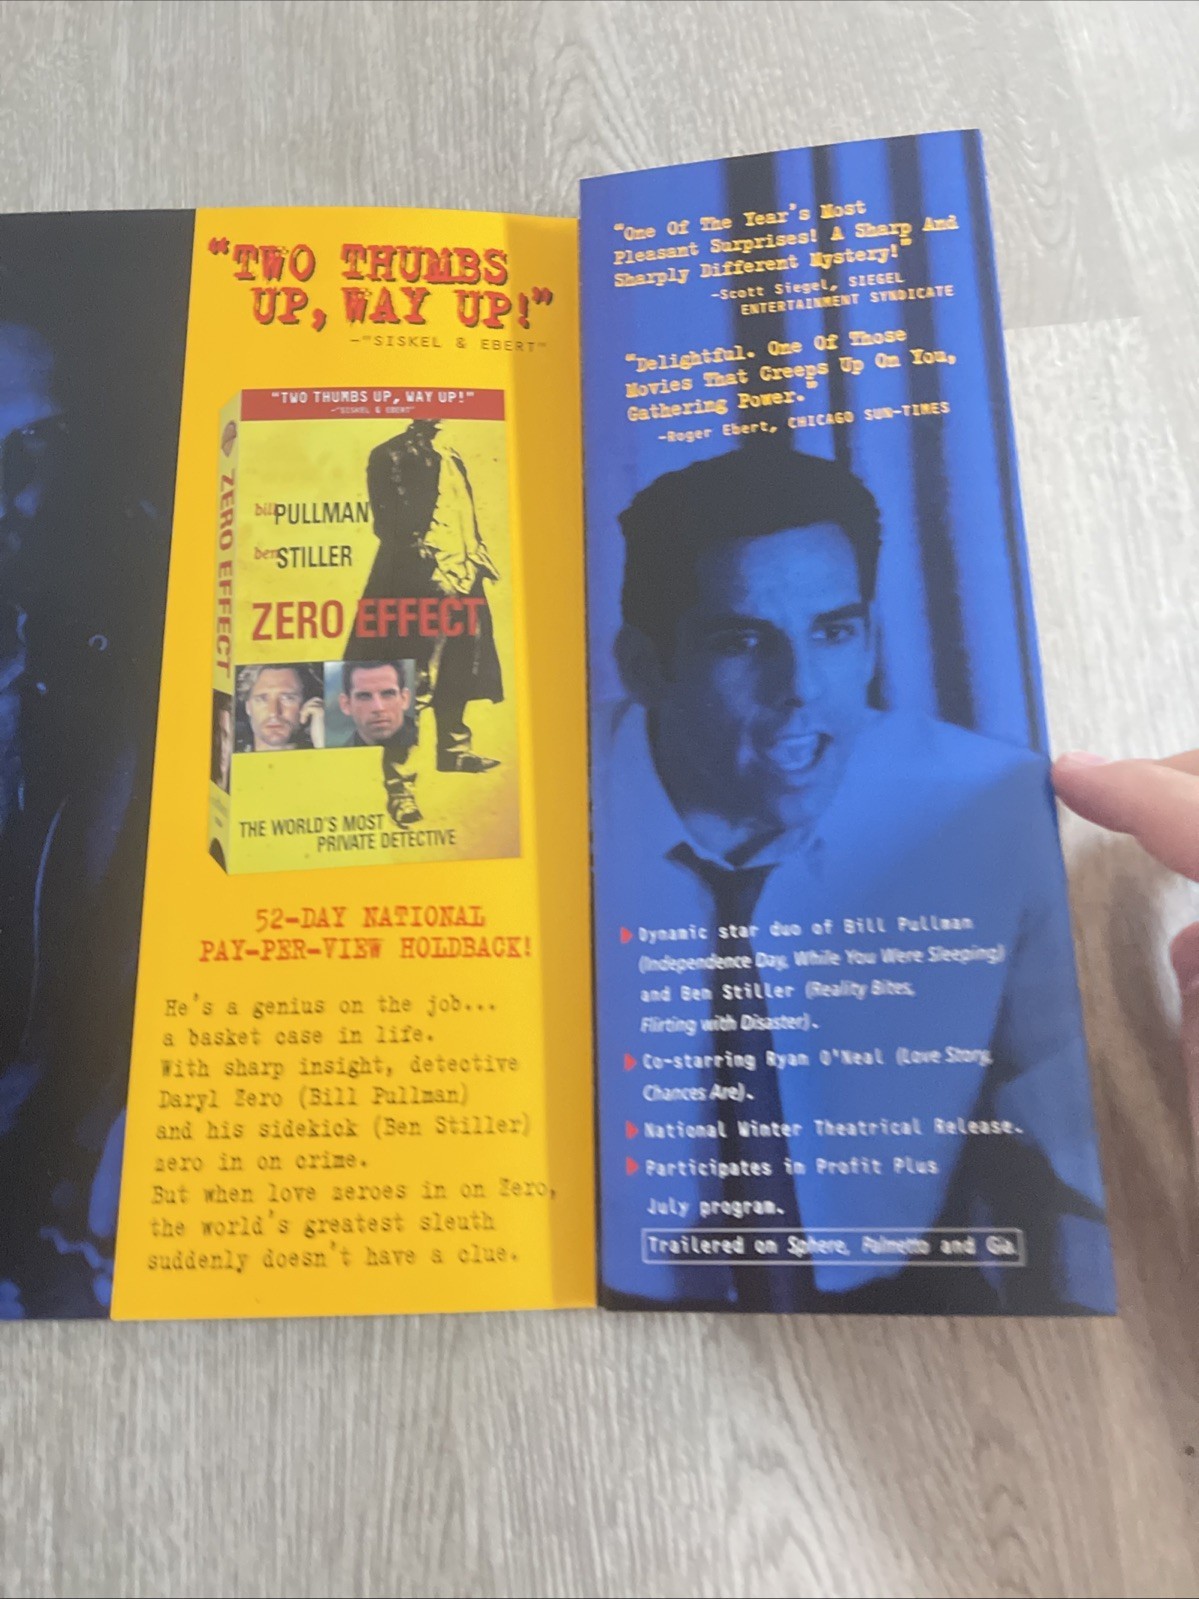 "TWO THUMBS
UP, WAY UP!"
-"SISKEL & EBERT"
"TWO THUMBS UP, WAY UP!"
-"SISKEL & EBERT"
ZERO EFFECT
bill PULLMAN
ben STILLER
ZERO EFFECT
THE WORLD'S MOST
PRIVATE DETECTIVE
52-DAY NATIONAL
PAY-PER-VIEW HOLDBACK!
He's a genius on the job...
a basket case in life.
With sharp insight, detective
Daryl Zero (Bill Pullman)
and his sidekick (Ben Stiller)
zero in on crime.
But when love zeroes in on Zero,
the world's greatest sleuth
suddenly doesn't have a clue.
"One Of The Year's Most
Pleasant Surprises! A Sharp And
Sharply Different Mystery!"
-Scott Siegel, SIEGEL
ENTERTAINMENT SYNDICATE
"Delightful. One Of Those
Movies That Creeps Up On You,
Gathering Power."
-Roger Ebert, CHICAGO SUN-TIMES
Dynamic star duo of Bill Pullman
(Independence Day, While You Were Sleeping)
and Ben Stiller (Reality Bites,
Flirting with Disaster).
Co-starring Ryan O'Neal (Love Story,
Chances Are).
National Winter Theatrical Release.
Participates in Profit Plus
July program.
Trailered on Sphere, Palmetto and Gia.